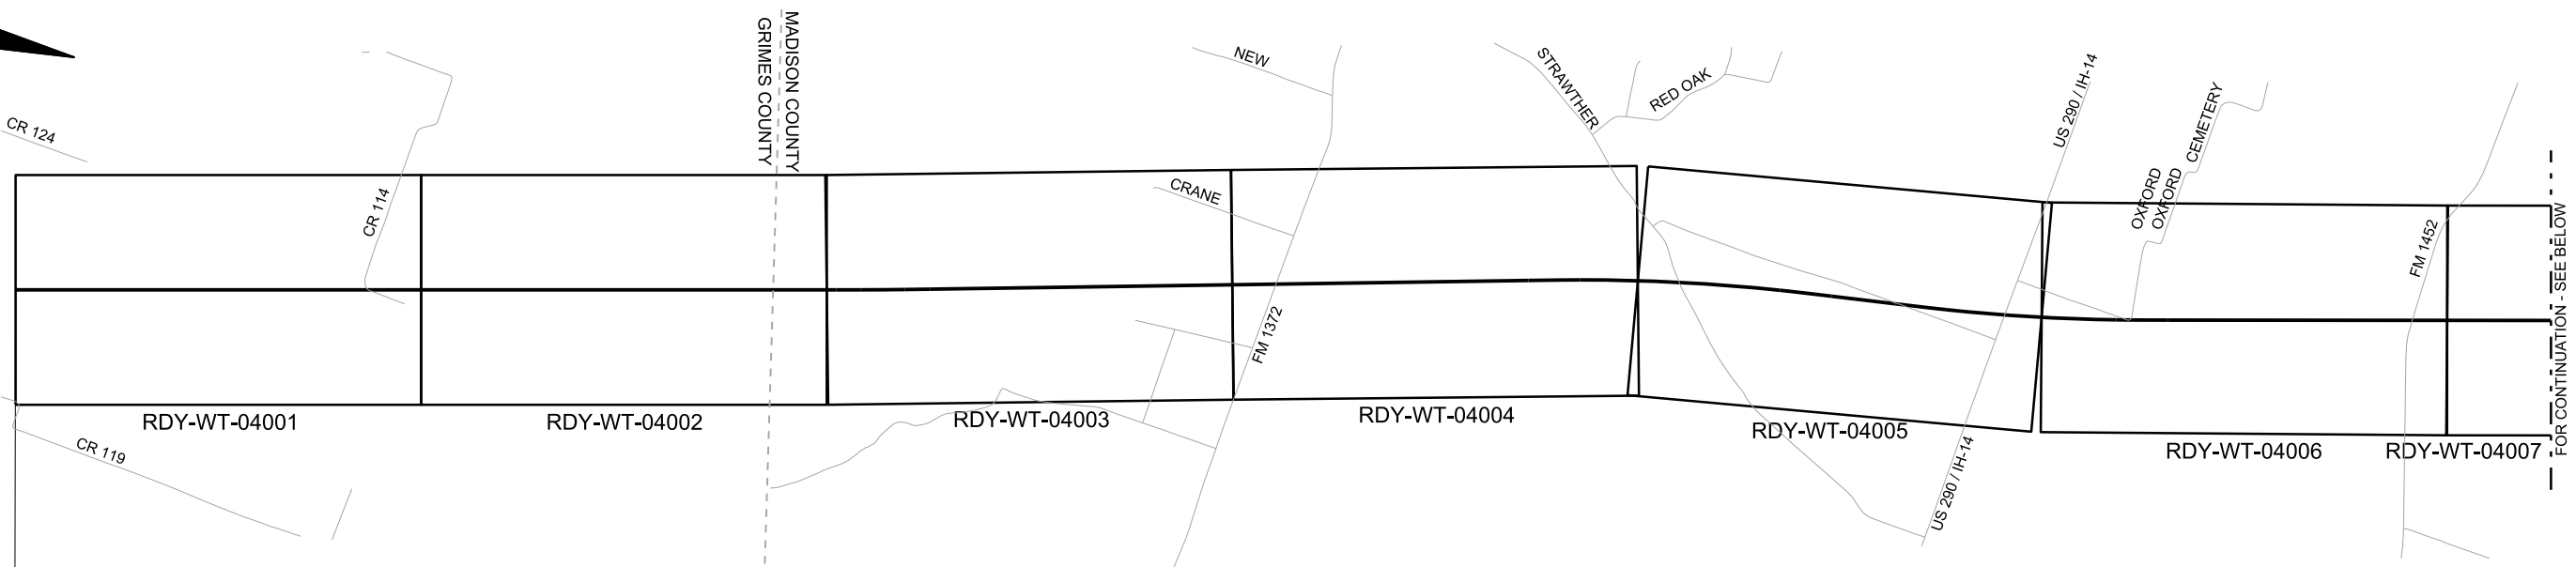 CR 124
CR 114
GRIMES COUNTY
MADISON COUNTY
NEW
CRANE
STRAWTHER
RED OAK
US 290 / IH-14
OXFORD
OXFORD CEMETERY
FM 1452
FM 1372
US 290 / IH-14
CR 119
RDY-WT-04001
RDY-WT-04002
RDY-WT-04003
RDY-WT-04004
RDY-WT-04005
RDY-WT-04006
RDY-WT-04007
FOR CONTINUATION - SEE BELOW